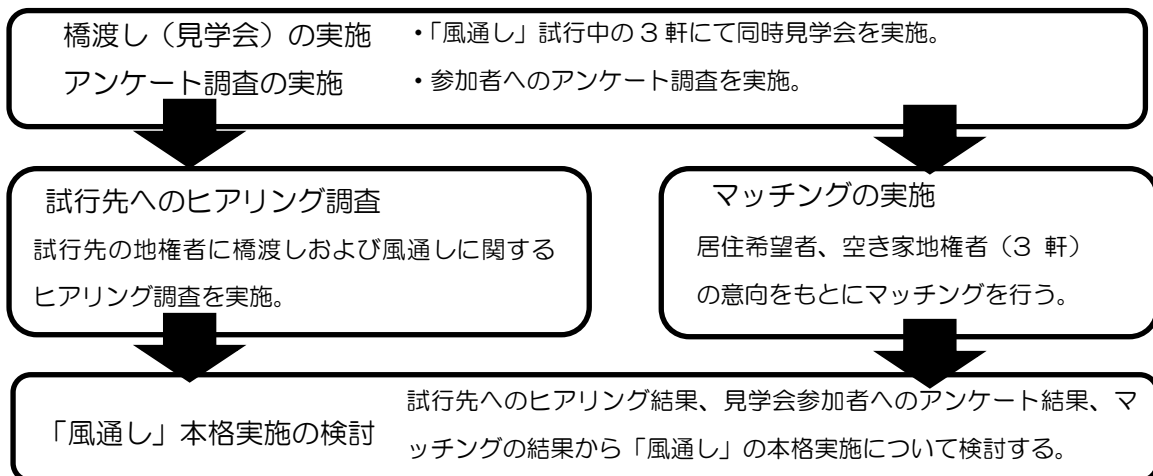 橋渡し（見学会）の実施
・「風通し」試行中の3軒にて同時見学会を実施。
アンケート調査の実施
・参加者へのアンケート調査を実施。
試行先へのヒアリング調査
試行先の地権者に橋渡しおよび風通しに関する
ヒアリング調査を実施。
マッチングの実施
居住希望者、空き家地権者（3 軒）
の意向をもとにマッチングを行う。
「風通し」本格実施の検討
試行先へのヒアリング結果、見学会参加者へのアンケート結果、マ
ッチングの結果から「風通し」の本格実施について検討する。